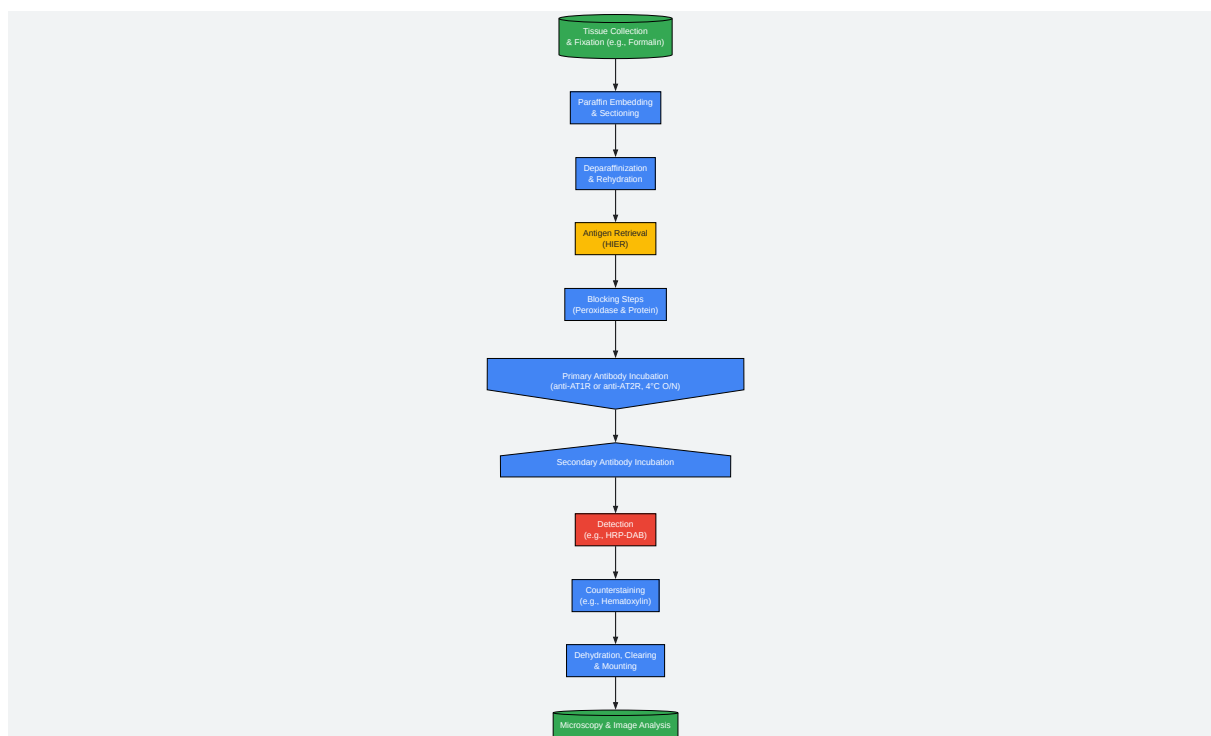 Tissue Collection
& Fixation (e.g., Formalin)
Paraffin Embedding
& Sectioning
Deparaffinization
& Rehydration
Antigen Retrieval
(HIER)
Blocking Steps
(Peroxidase & Protein)
Primary Antibody Incubation
(anti-AT1R or anti-AT2R, 4°C O/N)
Secondary Antibody Incubation
Detection
(e.g., HRP-DAB)
Counterstaining
(e.g., Hematoxylin)
Dehydration, Clearing
& Mounting
Microscopy & Image Analysis